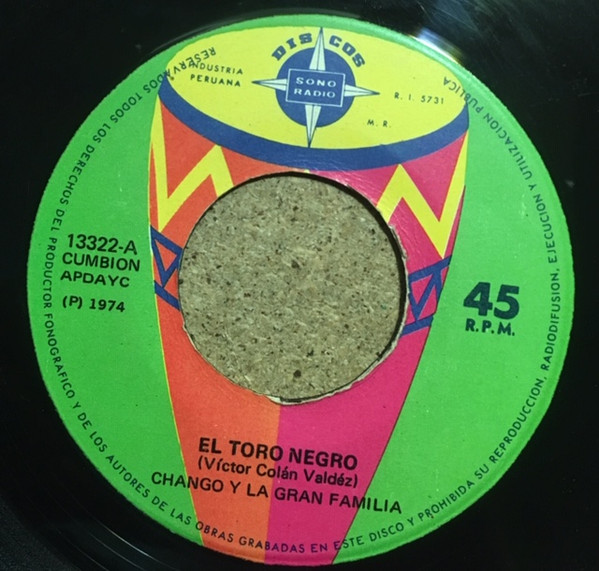 DISCOS
SONO
RADIO
INDUSTRIA
PERUANA
R. I. 5731
M. R.
13322-A
CUMBION
APDAYC
(P) 1974
45
R.P.M.
EL TORO NEGRO
(Víctor Colán Valdéz)
CHANGO Y LA GRAN FAMILIA
RESERVADOS TODOS LOS DERECHOS DEL PRODUCTOR FONOGRAFICO Y DE LOS AUTORES DE LAS OBRAS GRABADAS EN ESTE DISCO Y PROHIBIDA SU REPRODUCCION, RADIODIFUSION, EJECUCION Y UTILIZACION PUBLICA